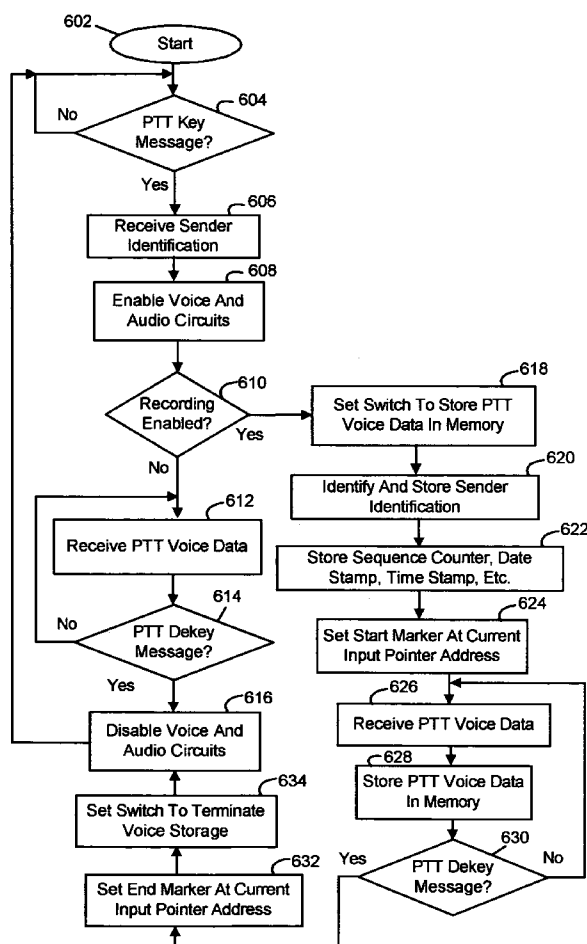 602
Start
604
No
PTT Key
Message?
Yes
606
Receive Sender
Identification
608
Enable Voice And
Audio Circuits
610
Recording
Enabled?
Yes
No
618
Set Switch To Store PTT
Voice Data In Memory
620
Identify And Store Sender
Identification
622
Store Sequence Counter, Date
Stamp, Time Stamp, Etc.
624
Set Start Marker At Current
Input Pointer Address
626
Receive PTT Voice Data
628
Store PTT Voice Data
In Memory
630
Yes
PTT Dekey
Message?
No
612
Receive PTT Voice Data
614
No
PTT Dekey
Message?
Yes
616
Disable Voice And
Audio Circuits
634
Set Switch To Terminate
Voice Storage
632
Set End Marker At Current
Input Pointer Address